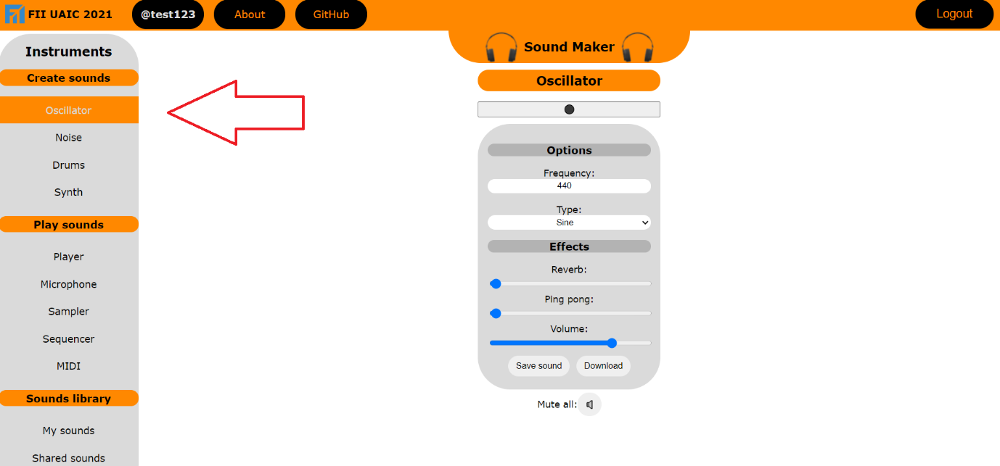 FII UAIC 2021
@test123
About
GitHub
Logout
Instruments
Create sounds
Oscillator
Noise
Drums
Synth
Play sounds
Player
Microphone
Sampler
Sequencer
MIDI
Sounds library
My sounds
Shared sounds
Sound Maker
Oscillator
Options
Frequency:
440
Type:
Sine
Effects
Reverb:
Ping pong:
Volume:
Save sound
Download
Mute all: